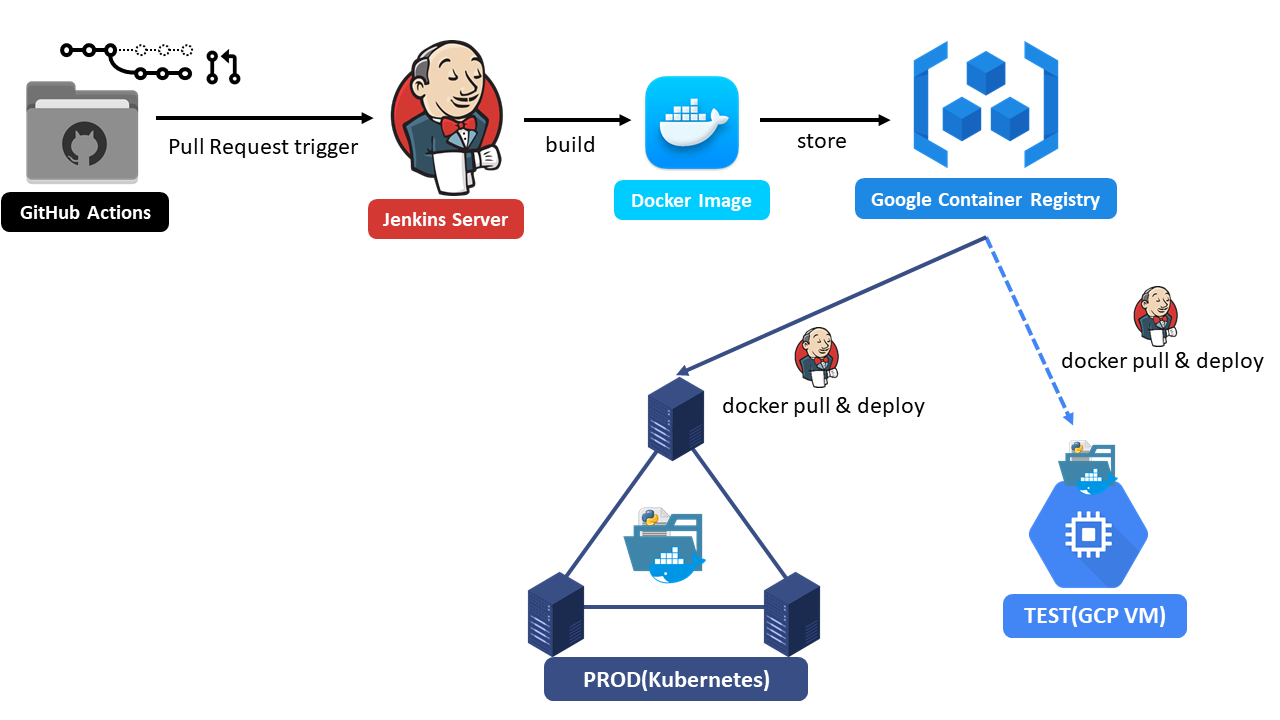 Pull Request trigger
build
store
GitHub Actions
Jenkins Server
Docker Image
Google Container Registry
docker pull & deploy
docker pull & deploy
TEST(GCP VM)
PROD(Kubernetes)